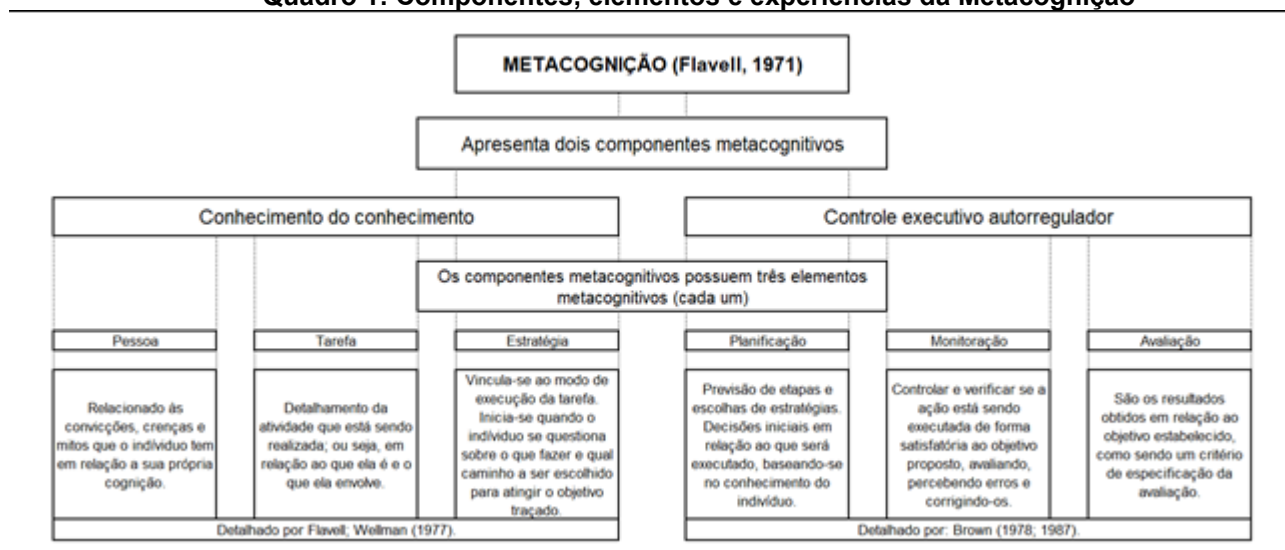 Quadro 1: Componentes, elementos e experiências da Metacognição
METACOGNIÇÃO (Flavell, 1971)
Apresenta dois componentes metacognitivos
Conhecimento do conhecimento
Controle executivo autorregulador
Os componentes metacognitivos possuem três elementos
metacognitivos (cada um)
Pessoa
Tarefa
Estratégia
Planificação
Monitoração
Avaliação
Relacionado às
convicções, crenças e
mitos que o indivíduo tem
em relação a sua própria
cognição.
Detalhamento da
atividade que está sendo
realizada; ou seja, em
relação ao que ela é e o
que ela envolve.
Vincula-se ao modo de
execução da tarefa.
Inicia-se quando o
indivíduo se questiona
sobre o que fazer e qual
caminho a ser escolhido
para atingir o objetivo
traçado.
Previsão de etapas e
escolhas de estratégias.
Decisões iniciais em
relação ao que será
executado, baseando-se
no conhecimento do
indivíduo.
Controlar e verificar se a
ação está sendo
executada de forma
satisfatória ao objetivo
proposto, avaliando,
percebendo erros e
corrigindo-os.
São os resultados
obtidos em relação ao
objetivo estabelecido,
como sendo um critério
de especificação da
avaliação.
Detalhado por Flavell; Wellman (1977).
Detalhado por: Brown (1978; 1987).